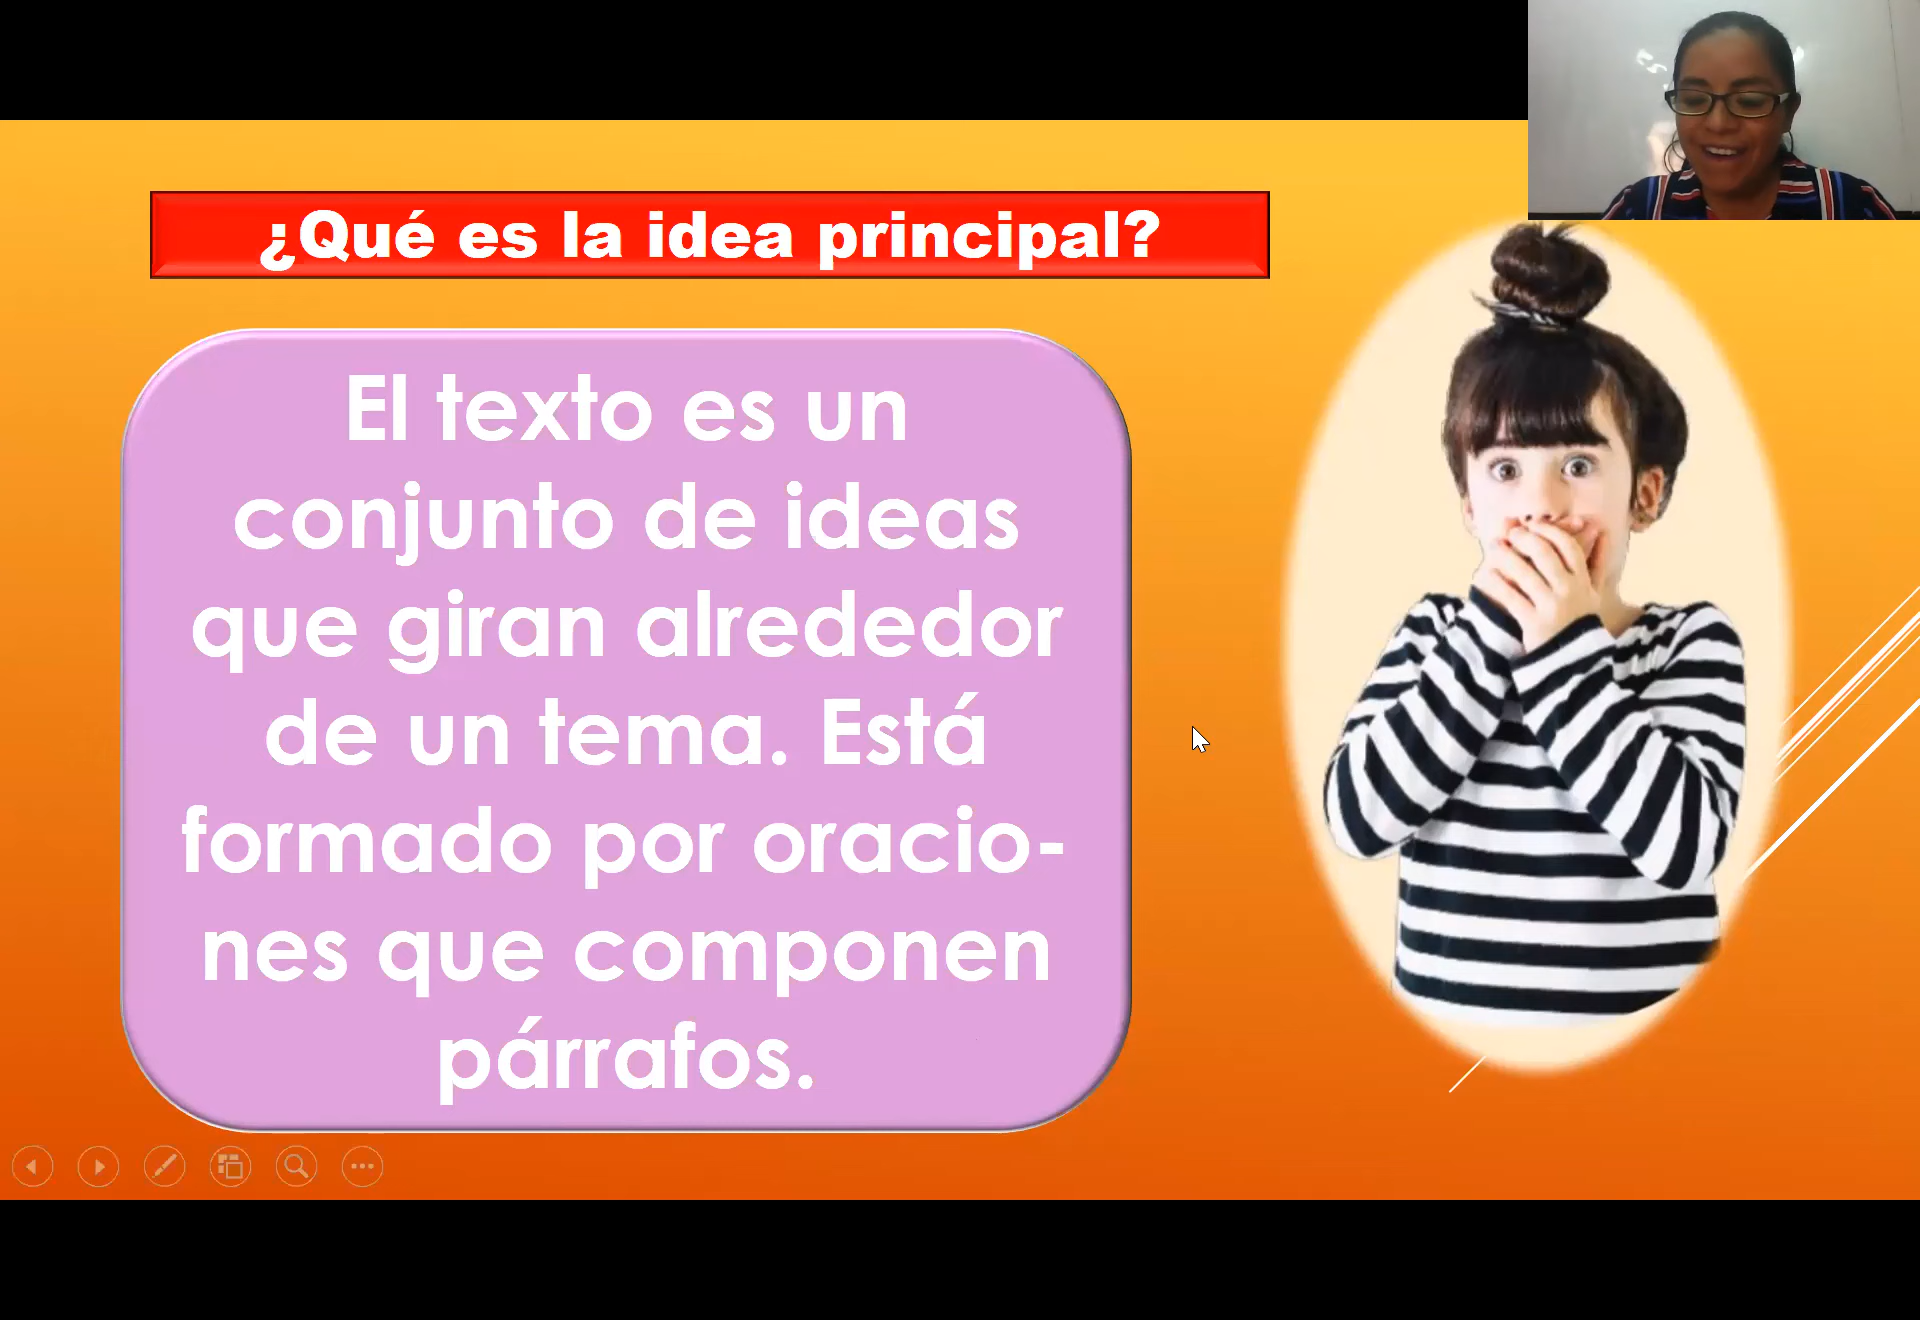 ¿Qué es la idea principal?
El texto es un
conjunto de ideas
que giran alrededor
de un tema. Está
formado por oracio-
nes que componen
párrafos.